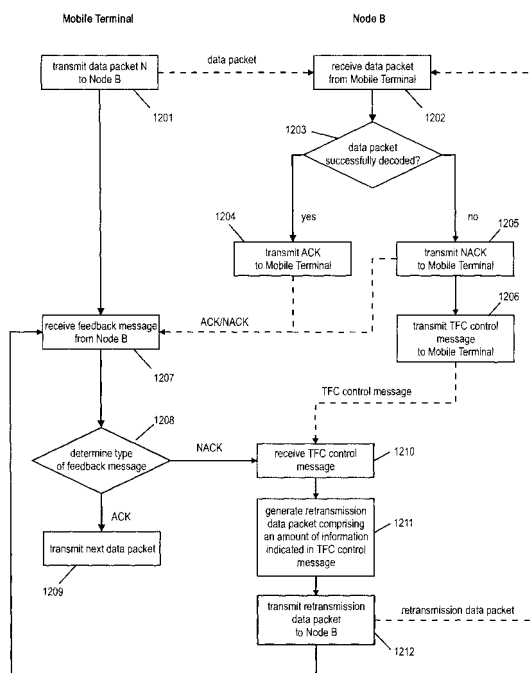 Mobile Terminal
Node B
transmit data packet N
to Node B
1201
data packet
receive data packet
from Mobile Terminal
1202
1203
data packet
successfully decoded?
yes
no
1204
transmit ACK
to Mobile Terminal
1205
transmit NACK
to Mobile Terminal
1206
transmit TFC control
message
to Mobile Terminal
ACK/NACK
receive feedback message
from Node B
1207
TFC control message
1208
determine type
of feedback message
NACK
receive TFC control
message
1210
ACK
generate retransmission
data packet comprising
an amount of information
indicated in TFC control
message
1211
transmit next data packet
1209
transmit retransmission
data packet
to Node B
retransmission data packet
1212